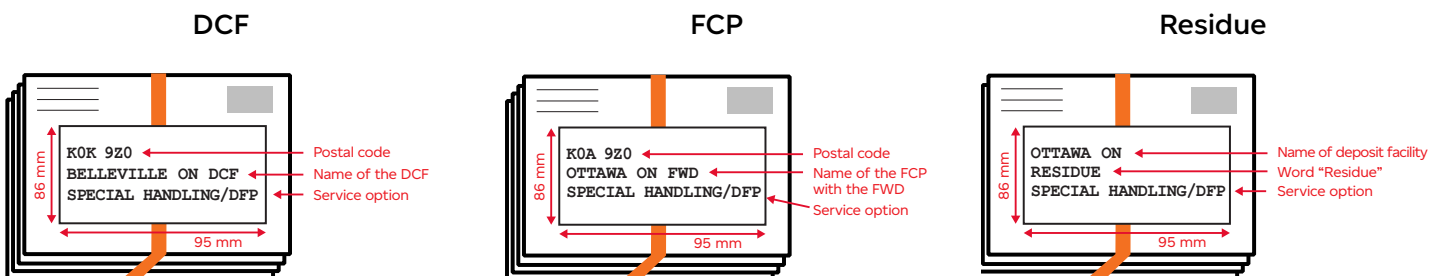 DCF
86 mm
K0K 9Z0
BELLEVILLE ON DCF
SPECIAL HANDLING/DFP
95 mm
Postal code
Name of the DCF
Service option
FCP
86 mm
K0A 9Z0
OTTAWA ON FWD
SPECIAL HANDLING/DFP
95 mm
Postal code
Name of the FCP
with the FWD
Service option
Residue
86 mm
OTTAWA ON
RESIDUE
SPECIAL HANDLING/DFP
95 mm
Name of deposit facility
Word “Residue”
Service option